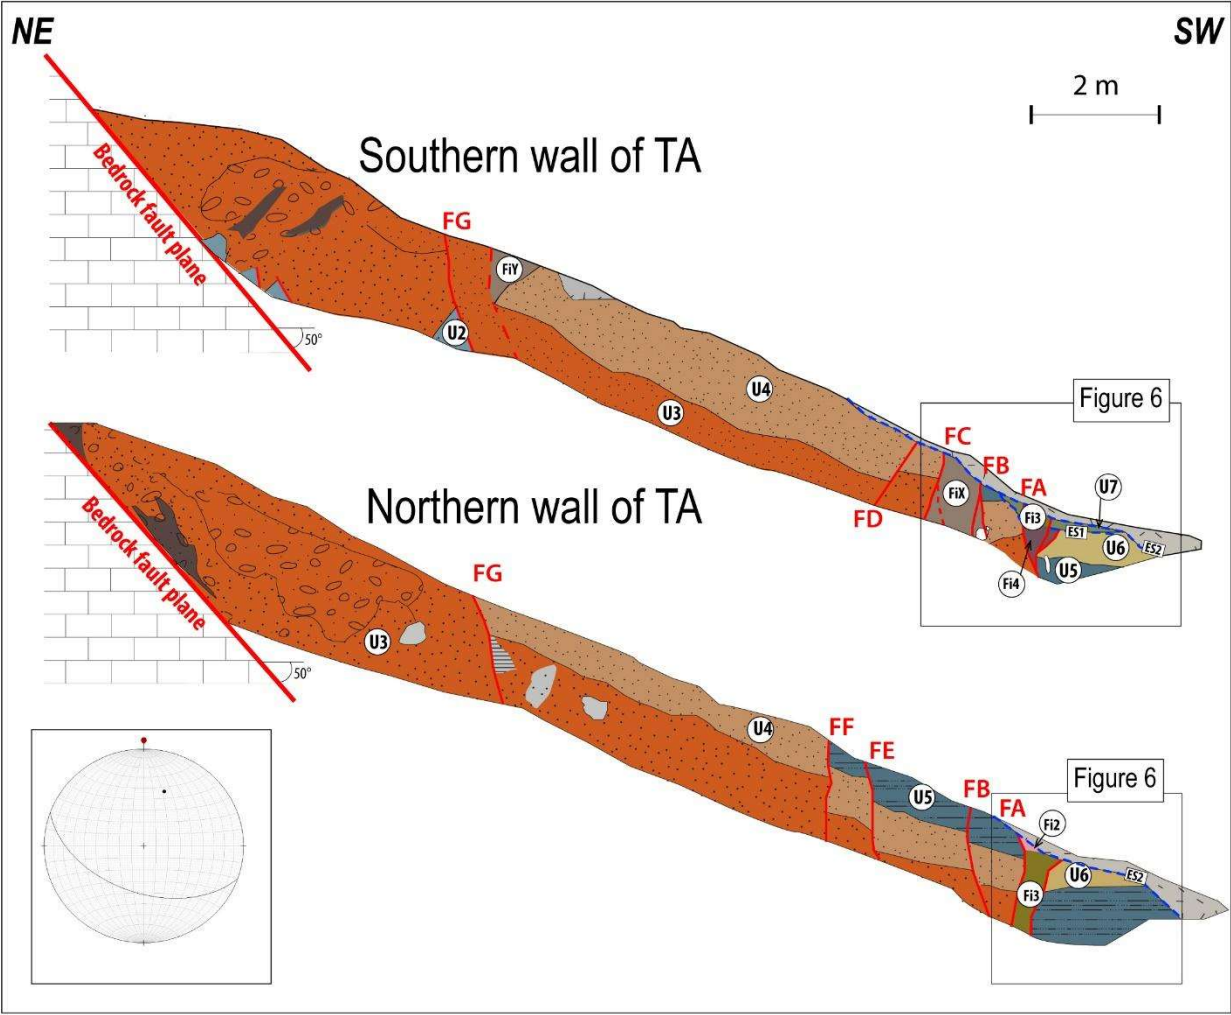 NE
SW
2 m
Southern wall of TA
Bedrock fault plane
50°
FG
FiY
U2
U4
U3
Figure 6
FC
FB
FiX
FA
U7
Fi3
ES1
U6
ES2
FD
Fi4
U5
Northern wall of TA
Bedrock fault plane
50°
FG
U3
U4
FF
FE
U5
Figure 6
FB
FA
Fi2
U6
ES2
Fi3